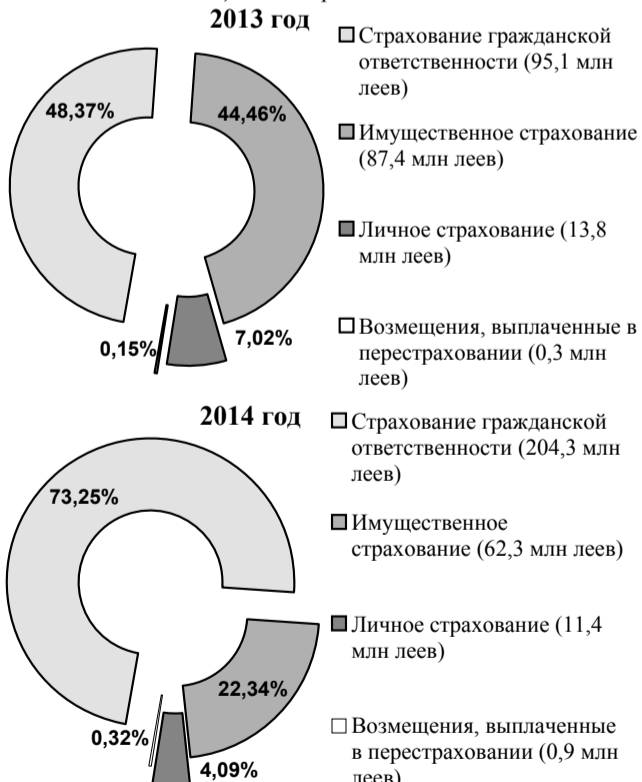 2013 год
48,37%
44,46%
7,02%
0,15%
Страхование гражданской
ответственности (95,1 млн
леев)
Имущественное страхование
(87,4 млн леев)
Личное страхование (13,8
млн леев)
Возмещения, выплаченные в
перестраховании (0,3 млн
леев)
2014 год
73,25%
22,34%
0,32%
4,09%
Страхование гражданской
ответственности (204,3 млн
леев)
Имущественное
страхование (62,3 млн леев)
Личное страхование (11,4
млн леев)
Возмещения, выплаченные
в перестраховании (0,9 млн
леев)